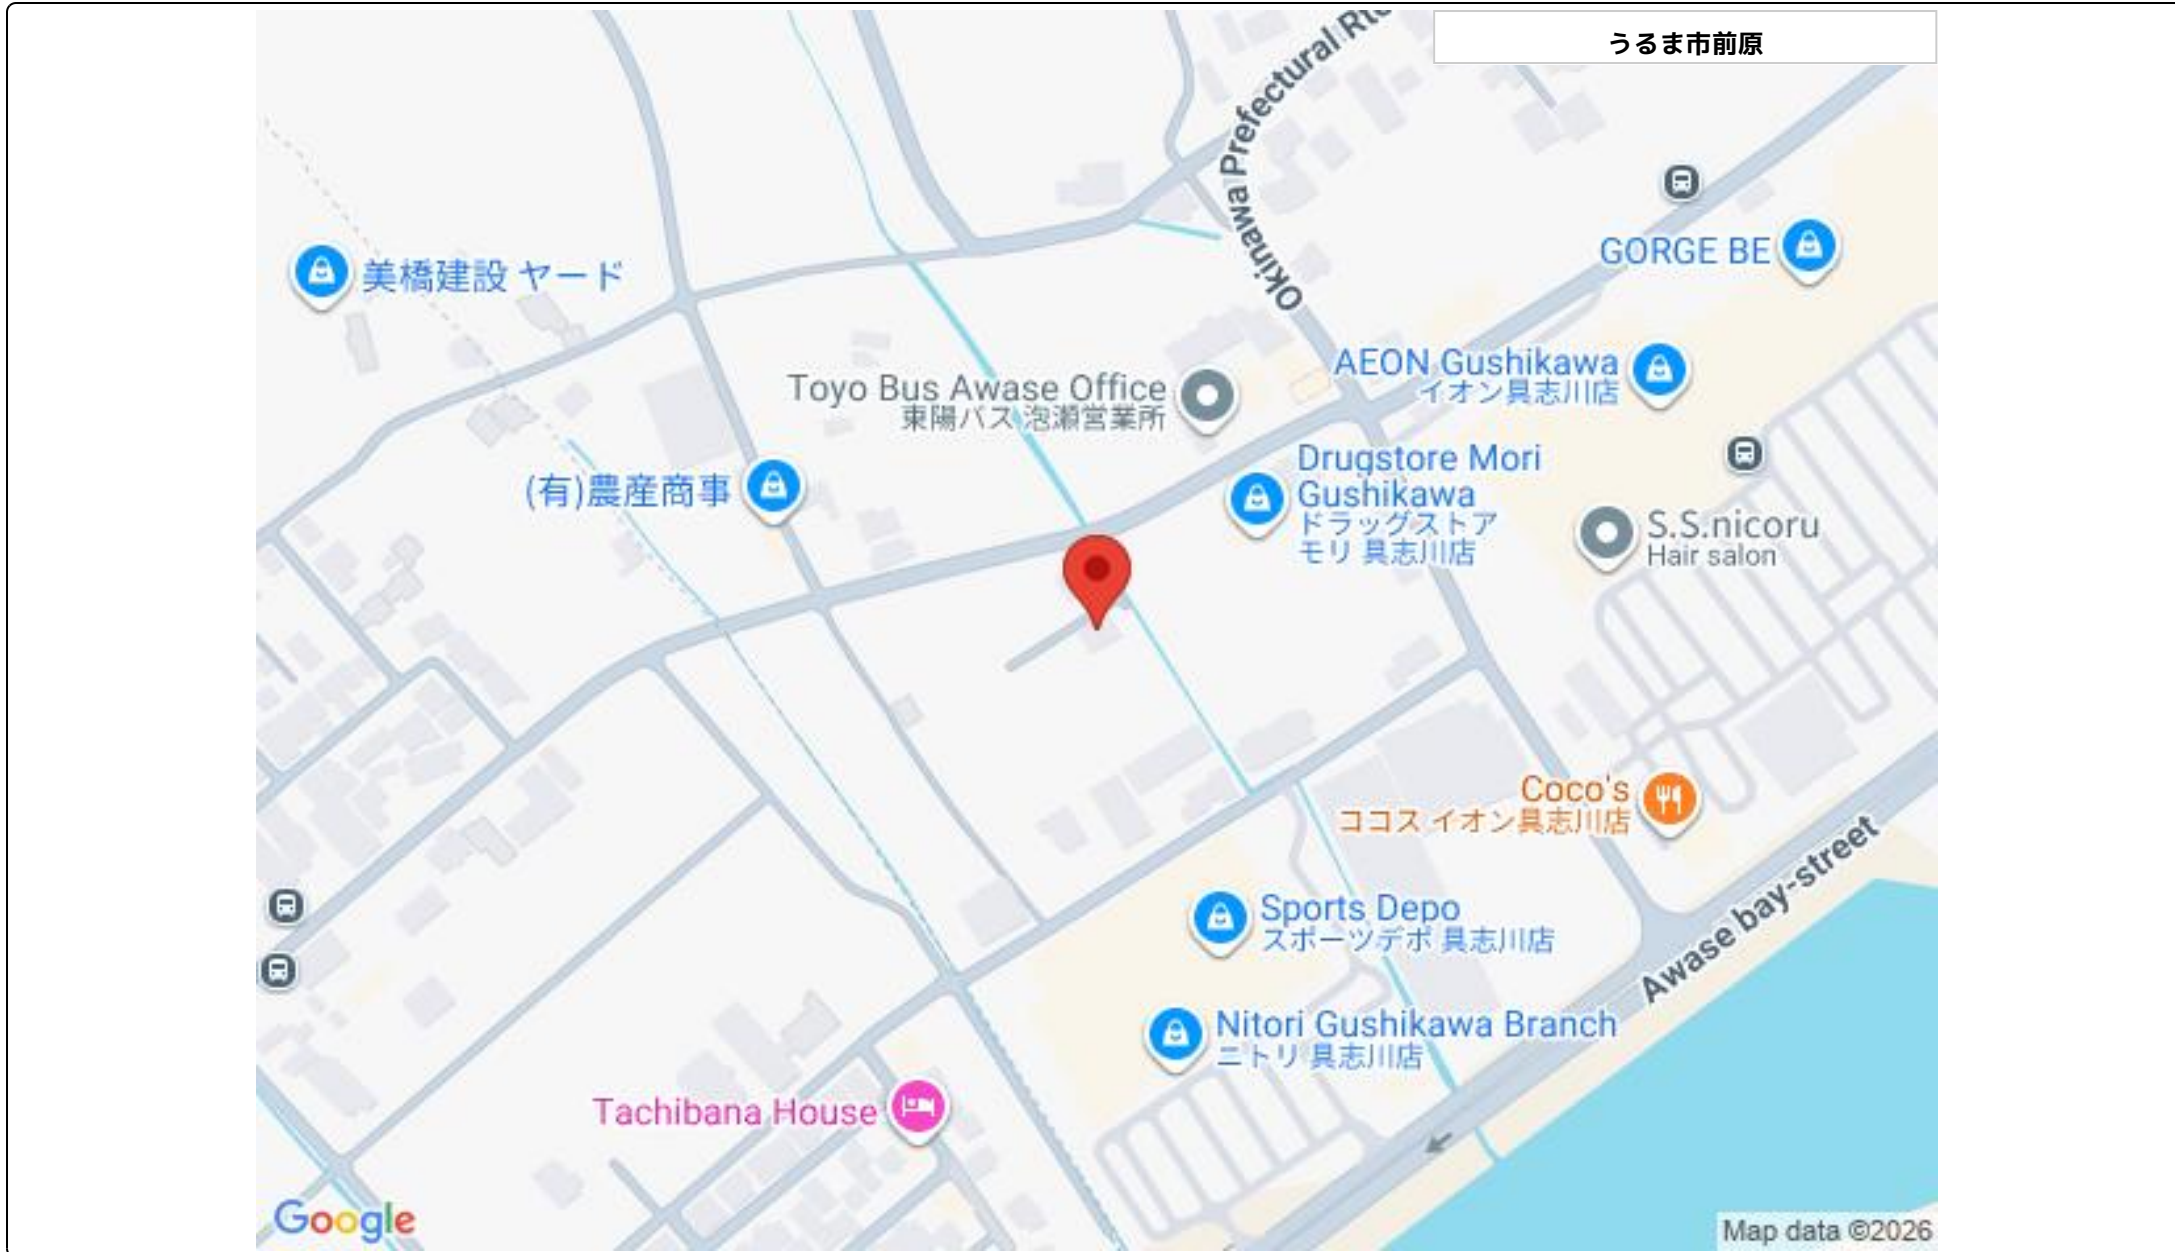 うるま市前原
Okinawa Prefectural Rte
GORGE BE
美橋建設 ヤード
AEON Gushikawa
イオン具志川店
Toyo Bus Awase Office
東陽バス 泡瀬営業所
Drugstore Mori
Gushikawa
ドラッグストア
モリ 具志川店
(有)農産商事
S.S.nicoru
Hair salon
Coco's
ココス イオン具志川店
Awase bay-street
Sports Depo
スポーツデポ 具志川店
Nitori Gushikawa Branch
ニトリ 具志川店
Tachibana House
Google
Map data ©2026